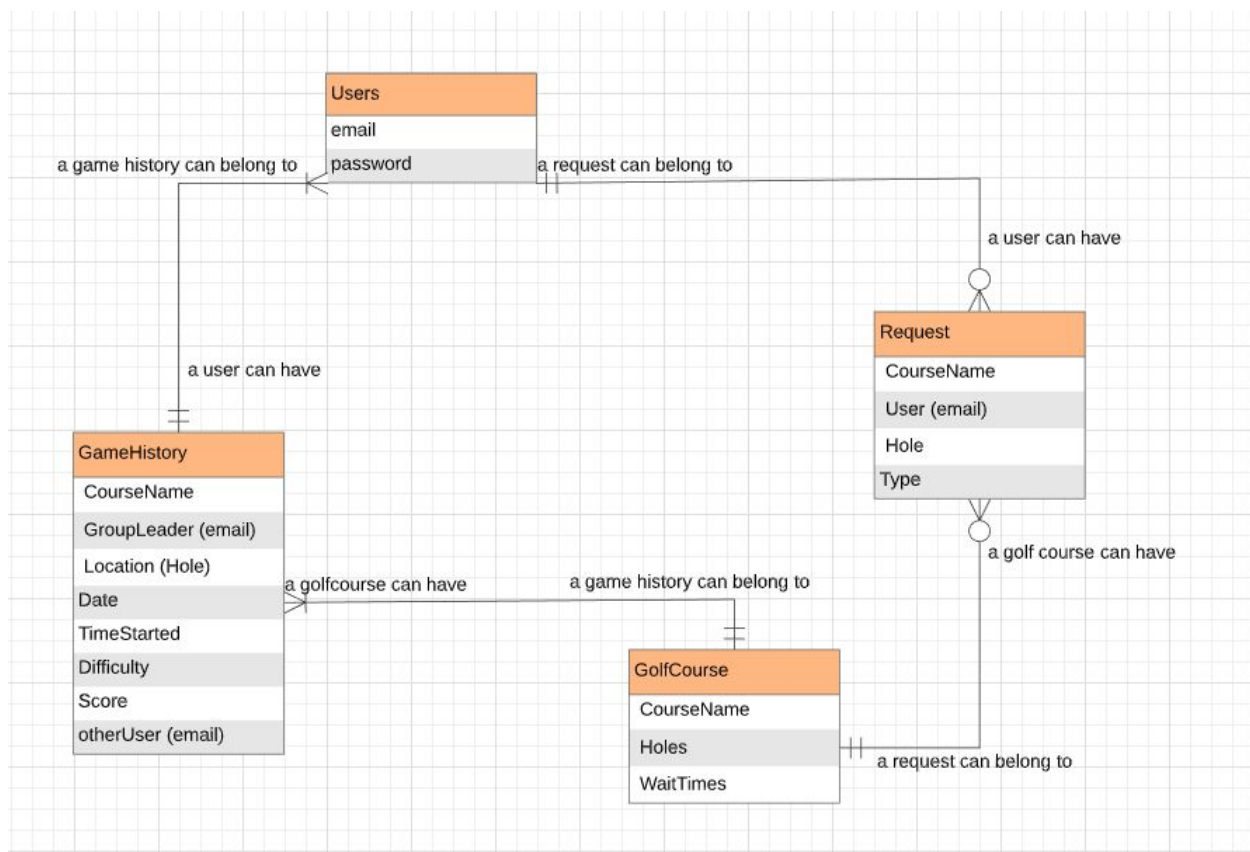 Users
email
password
a game history can belong to
a request can belong to
a user can have
a user can have
Request
CourseName
User (email)
Hole
Type
GameHistory
CourseName
GroupLeader (email)
Location (Hole)
Date
TimeStarted
Difficulty
Score
otherUser (email)
a golfcourse can have
a game history can belong to
a golf course can have
GolfCourse
CourseName
Holes
WaitTimes
a request can belong to